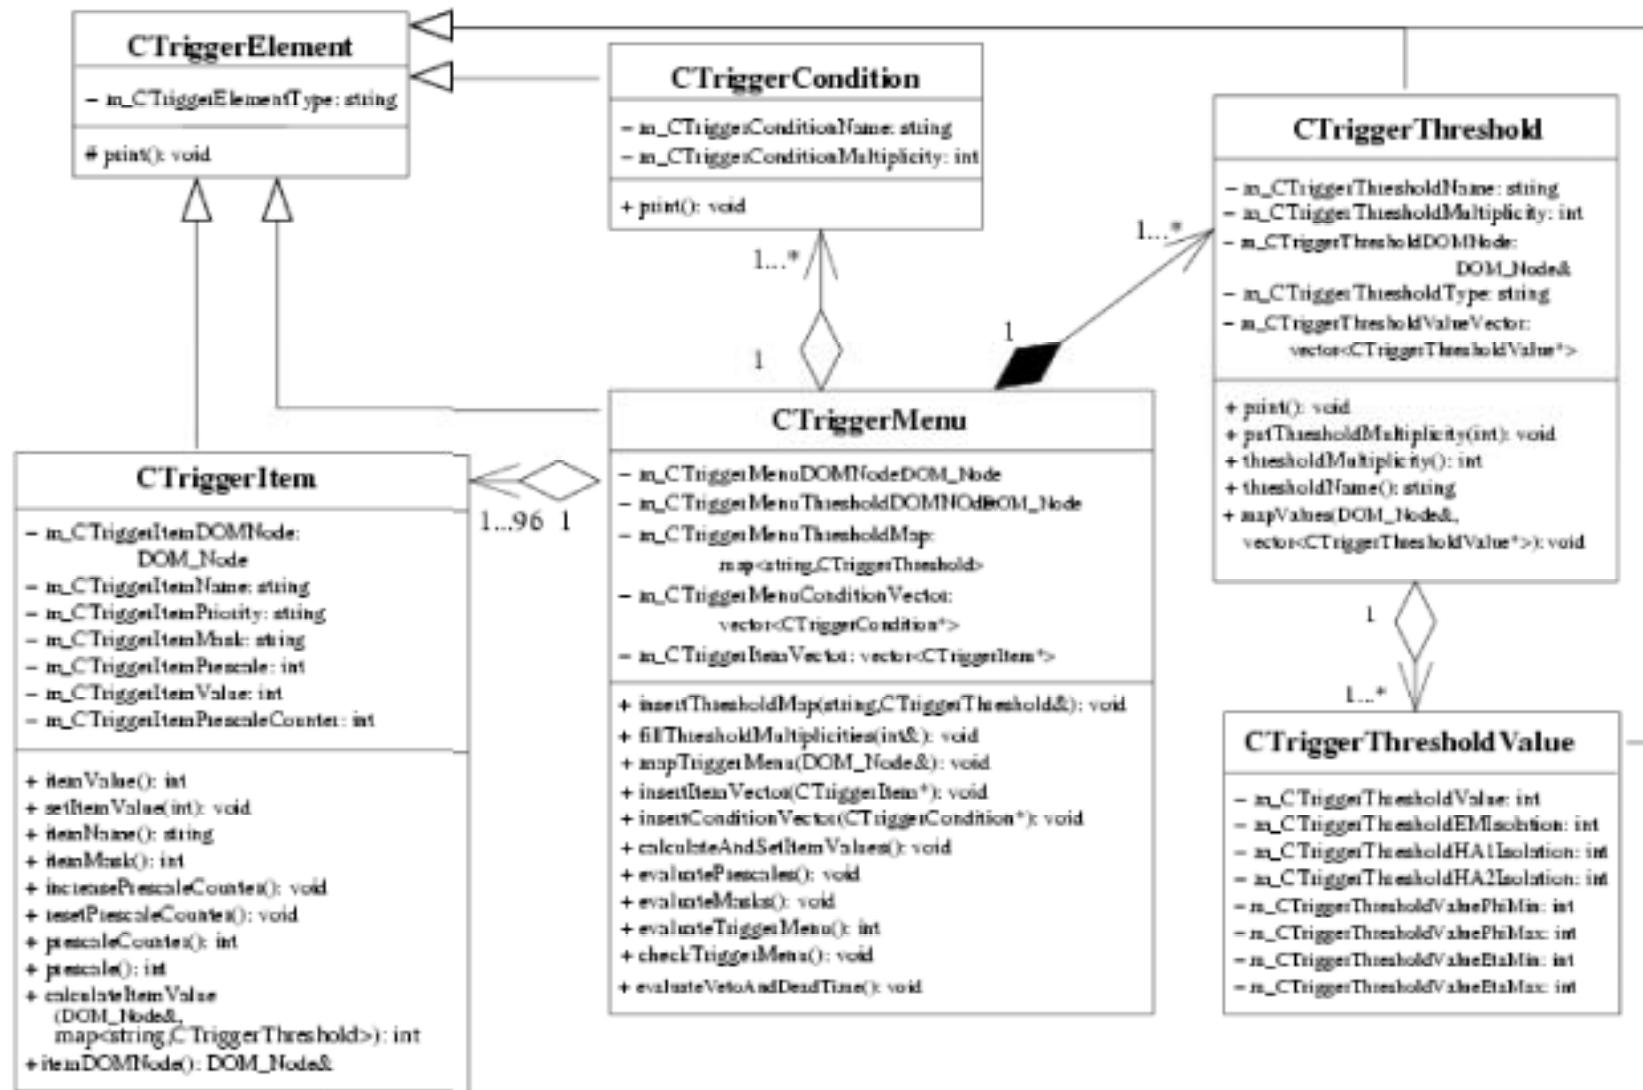 CTriggerElement
- m_CTriggerElementType: string
# print(): void
CTriggerCondition
- m_CTriggerConditionName: string
- m_CTriggerConditionMultiplicity: int
+ print(): void
CTriggerThreshold
- m_CTriggerThresholdName: string
- m_CTriggerThresholdMultiplicity: int
- m_CTriggerThresholdDOMNode:
DOM_Node&
- m_CTriggerThresholdType: string
- m_CTriggerThresholdValueVector:
vector<CTriggerThresholdValue*>
+ print(): void
+ putThresholdMultiplicity(int): void
+ thresholdMultiplicity(): int
+ thresholdName(): string
+ mapValues(DOM_Node&,
vector<CTriggerThresholdValue*>): void
1...*
1
1...*
1
CTriggerMenu
- m_CTriggerMenuDOMNodeDOM_Node
- m_CTriggerMenuThresholdDOMNOde DOM_Node
- m_CTriggerMenuThresholdMap:
map<string,CTriggerThreshold>
- m_CTriggerMenuConditionVector:
vector<CTriggerCondition*>
- m_CTriggerItemVector: vector<CTriggerItem*>
+ insertThresholdMap(string,CTriggerThreshold&): void
+ fillThresholdMultiplicities(int&): void
+ mapTriggerMenu(DOM_Node&): void
+ insertItemVector(CTriggerItem*): void
+ insertConditionVector(CTriggerCondition*): void
+ calculateAndSetItemValues(): void
+ evaluatePrescales(): void
+ evaluateMasks(): void
+ evaluateTriggerMenu(): int
+ checkTriggerMenu(): void
+ evaluateVetoAndDeadTime(): void
1...96 1
CTriggerItem
- m_CTriggerItemDOMNode:
DOM_Node
- m_CTriggerItemName: string
- m_CTriggerItemPriority: string
- m_CTriggerItemMask: string
- m_CTriggerItemPrescale: int
- m_CTriggerItemValue: int
- m_CTriggerItemPrescaleCounter: int
+ itemValue(): int
+ setItemValue(int): void
+ itemName(): string
+ itemMask(): int
+ increasePrescaleCounter(): void
+ resetPrescaleCounter(): void
+ prescaleCounter(): int
+ prescale(): int
+ calculateItemValue
(DOM_Node&,
map<string,CTriggerThreshold>): int
+ itemDOMNode(): DOM_Node&
1
1...*
CTriggerThresholdValue
- m_CTriggerThresholdValue: int
- m_CTriggerThresholdEMIsolation: int
- m_CTriggerThresholdHA1Isolation: int
- m_CTriggerThresholdHA2Isolation: int
- m_CTriggerThresholdValuePhiMin: int
- m_CTriggerThresholdValuePhiMax: int
- m_CTriggerThresholdValueEtaMin: int
- m_CTriggerThresholdValueEtaMax: int